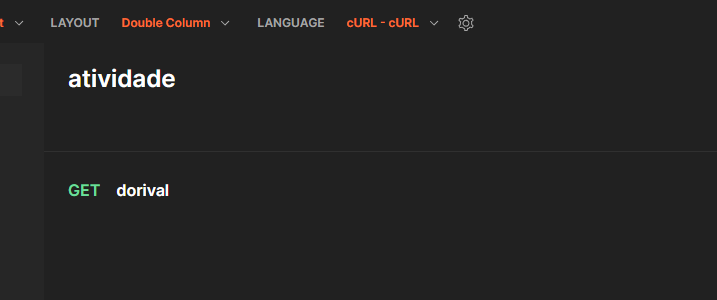 t LAYOUT Double Column LANGUAGE cURL - cURL
atividade
GET dorival